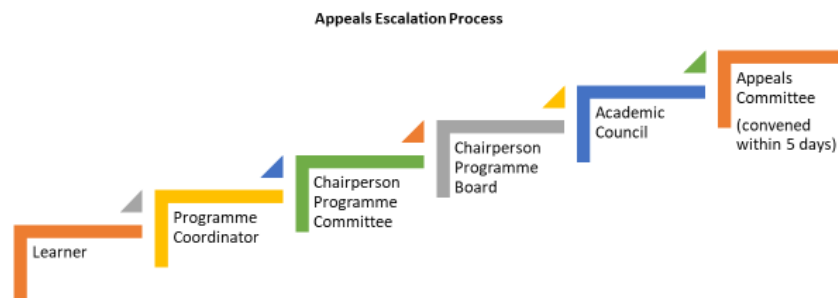 Appeals Escalation Process
Learner
Programme
Coordinator
Chairperson
Programme
Committee
Chairperson
Programme
Board
Academic
Council
Appeals
Committee
(convened
within 5 days)